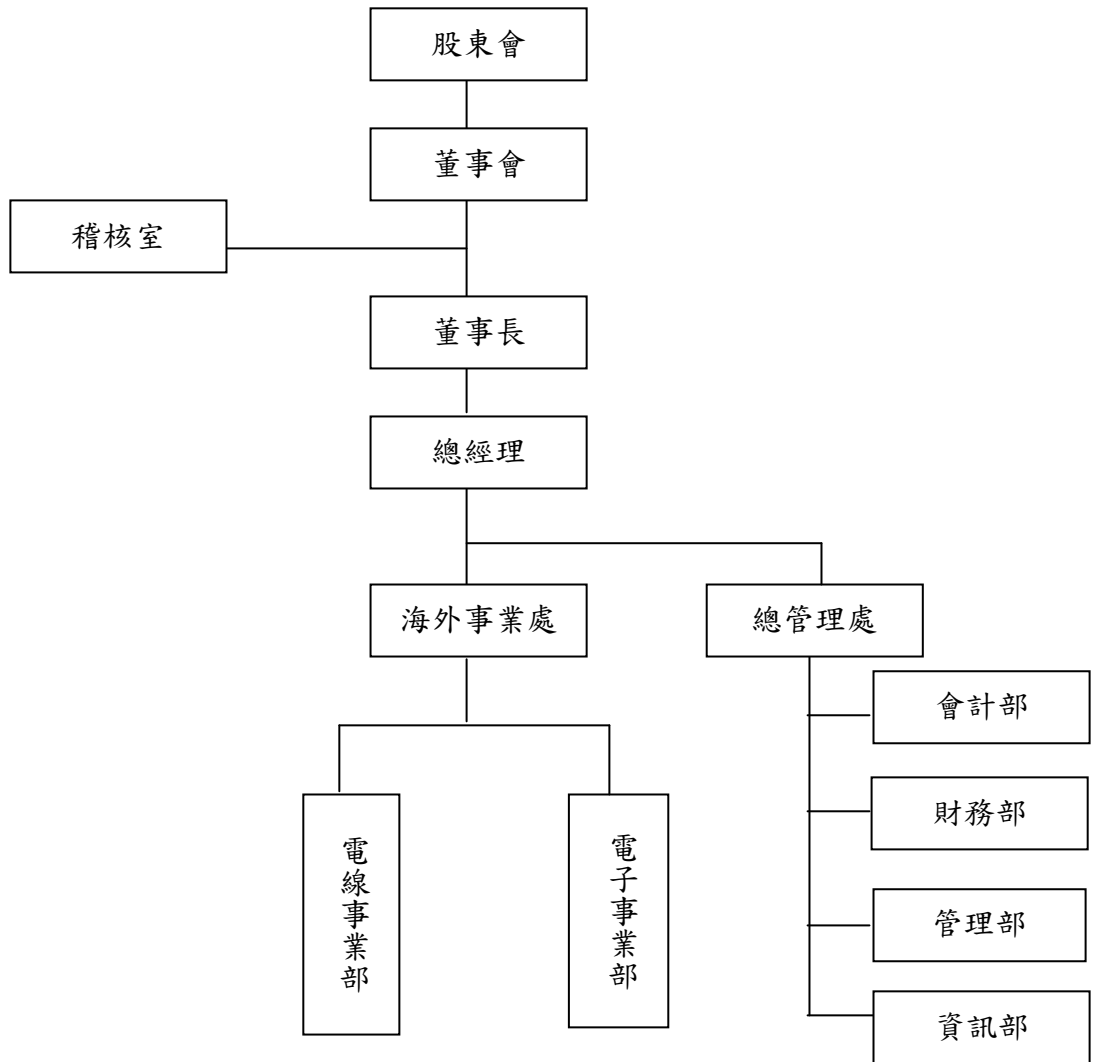 股東會
董事會
稽核室
董事長
總經理
海外事業處
總管理處
會計部
財務部
管理部
資訊部
電線事業部
電子事業部